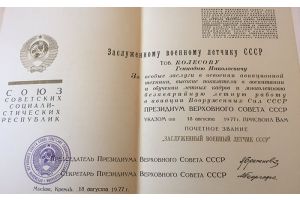 СОЮЗ
СОВЕТСКИХ
СОЦИАЛИ-
СТИЧЕСКИХ
РЕСПУБЛИК
Заслуженному военному летчику СССР
Тов. КОЛЕСОВУ
Геннадию Николаевичу
За особые заслуги в освоении авиационной
техники, высокие показатели в воспитании
и обучении летных кадров и многолетнюю
безаварийную летную работу
в авиации Вооруженных Сил СССР
ПРЕЗИДИУМ ВЕРХОВНОГО СОВЕТА СССР
УКАЗОМ от 18 августа 1977 г. ПРИСВОИЛ ВАМ
ПОЧЕТНОЕ ЗВАНИЕ
„ЗАСЛУЖЕННЫЙ ВОЕННЫЙ ЛЕТЧИК СССР"
Председатель Президиума Верховного Совета СССР
Секретарь Президиума Верховного Совета СССР
Москва, Кремль 18 августа 1977 г.